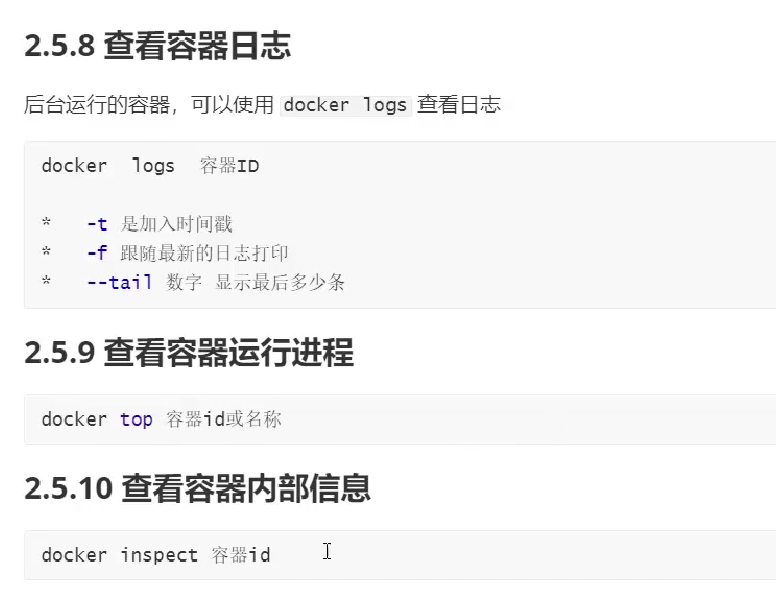 2.5.8 查看容器日志
后台运行的容器，可以使用 docker logs 查看日志
docker  logs  容器ID
*   -t 是加入时间戳
*   -f 跟随最新的日志打印
*   --tail 数字 显示最后多少条
2.5.9 查看容器运行进程
docker top 容器id或名称
2.5.10 查看容器内部信息
docker inspect 容器id